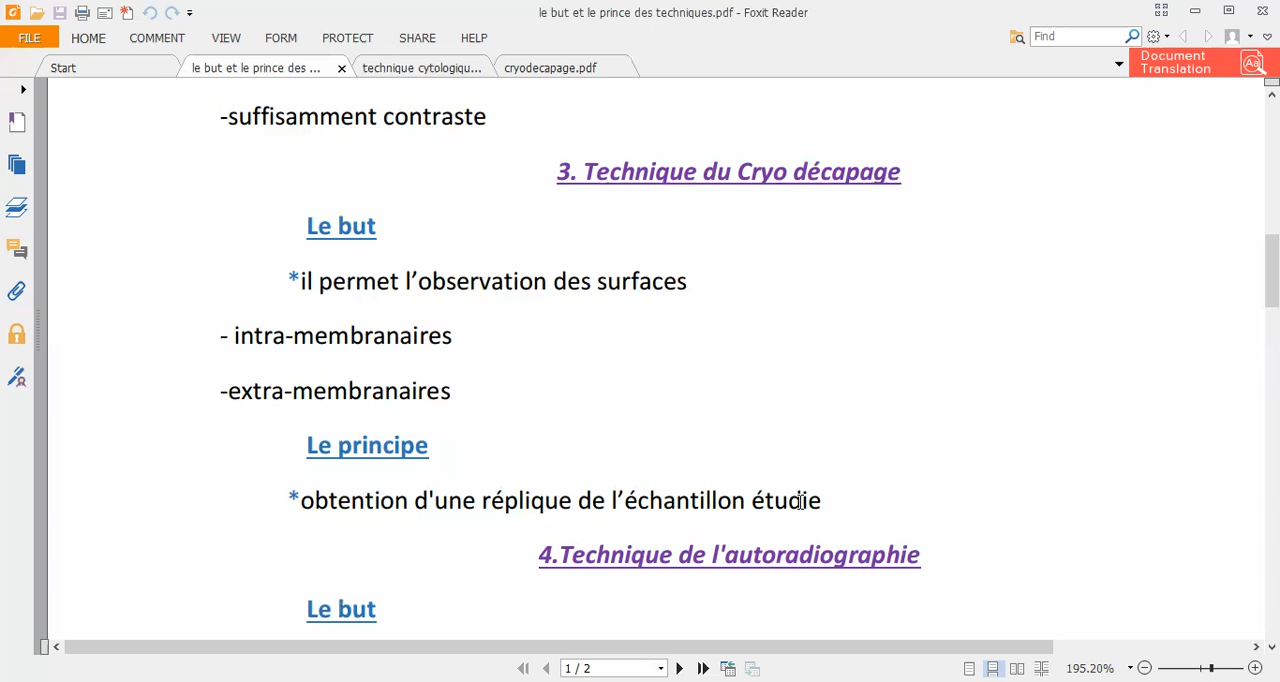 le but et le prince des techniques.pdf - Foxit Reader
FILE HOME COMMENT VIEW FORM PROTECT SHARE HELP
Find
Start
le but et le prince des ...
technique cytologiqu...
cryodecapage.pdf
Document Translation
-suffisamment contraste
3. Technique du Cryo décapage
Le but
*il permet l’observation des surfaces
- intra-membranaires
-extra-membranaires
Le principe
*obtention d'une réplique de l’échantillon étudie
4.Technique de l'autoradiographie
Le but
1 / 2
195.20%